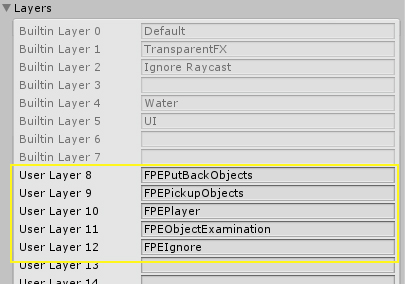 Layers
Builtin Layer 0 Default
Builtin Layer 1 TransparentFX
Builtin Layer 2 Ignore Raycast
Builtin Layer 3
Builtin Layer 4 Water
Builtin Layer 5 UI
Builtin Layer 6
Builtin Layer 7
User Layer 8 FPEPutBackObjects
User Layer 9 FPEPickupObjects
User Layer 10 FPEPlayer
User Layer 11 FPEObjectExamination
User Layer 12 FPEIgnore
User Layer 13
User Layer 14